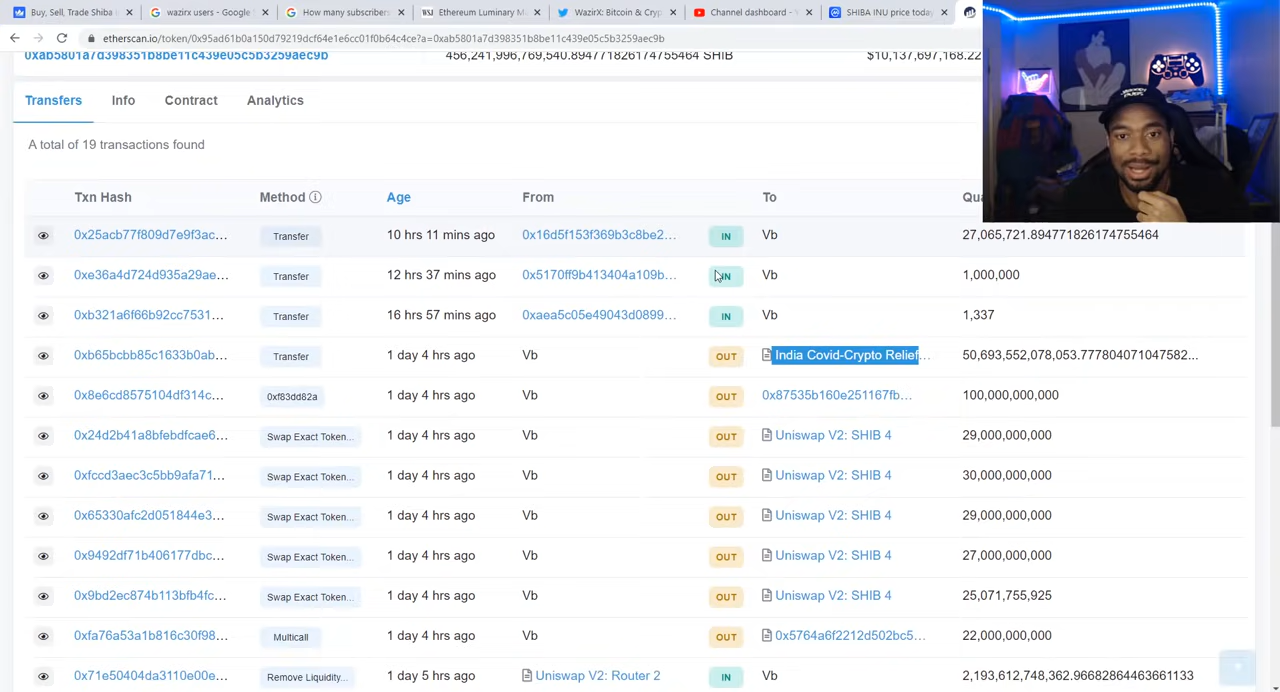 Buy, Sell, Trade Shiba I
wazirx users - Google
How many subscribers
Ethereum Luminary M
WazirX: Bitcoin & Cryp
Channel dashboard - Y
SHIBA INU price today
etherscan.io/token/0x95ad61b0a150d79219dcf64e1e6cc01f0b64c4ce?a=0xab5801a7d398351b8be11c439e05c5b3259aec9b
0xab5801a7d398351b8be11c439e05c5b3259aec9b 456,241,996,769,540.894771826174755464 SHIB $10,137,697,168.22
Transfers Info Contract Analytics
A total of 19 transactions found
Txn Hash Method Age From To Qua
0x25acb77f809d7e9f3ac... Transfer 10 hrs 11 mins ago 0x16d5f153f369b3c8be2... IN Vb 27,065,721.894771826174755464
0xe36a4d724d935a29ae... Transfer 12 hrs 37 mins ago 0x5170ff9b413404a109b... IN Vb 1,000,000
0xb321a6f66b92cc7531... Transfer 16 hrs 57 mins ago 0xaea5c05e49043d0899... IN Vb 1,337
0xb65bcbb85c1633b0ab... Transfer 1 day 4 hrs ago Vb OUT India Covid-Crypto Relief... 50,693,552,078,053.777804071047582...
0x8e6cd8575104df314c... 0xf83dd82a 1 day 4 hrs ago Vb OUT 0x87535b160e251167fb... 100,000,000,000
0x24d2b41a8bfebdfcae6... Swap Exact Token... 1 day 4 hrs ago Vb OUT Uniswap V2: SHIB 4 29,000,000,000
0xfccd3aec3c5bb9afa71... Swap Exact Token... 1 day 4 hrs ago Vb OUT Uniswap V2: SHIB 4 30,000,000,000
0x65330afc2d051844e3... Swap Exact Token... 1 day 4 hrs ago Vb OUT Uniswap V2: SHIB 4 29,000,000,000
0x9492df71b406177dbc... Swap Exact Token... 1 day 4 hrs ago Vb OUT Uniswap V2: SHIB 4 27,000,000,000
0x9bd2ec874b113bfb4fc... Swap Exact Token... 1 day 4 hrs ago Vb OUT Uniswap V2: SHIB 4 25,071,755,925
0xfa76a53a1b816c30f98... Multicall 1 day 4 hrs ago Vb OUT 0x5764a6f2212d502bc5... 22,000,000,000
0x71e50404da3110e00e... Remove Liquidity... 1 day 5 hrs ago Uniswap V2: Router 2 IN Vb 2,193,612,748,362.96682864463661133